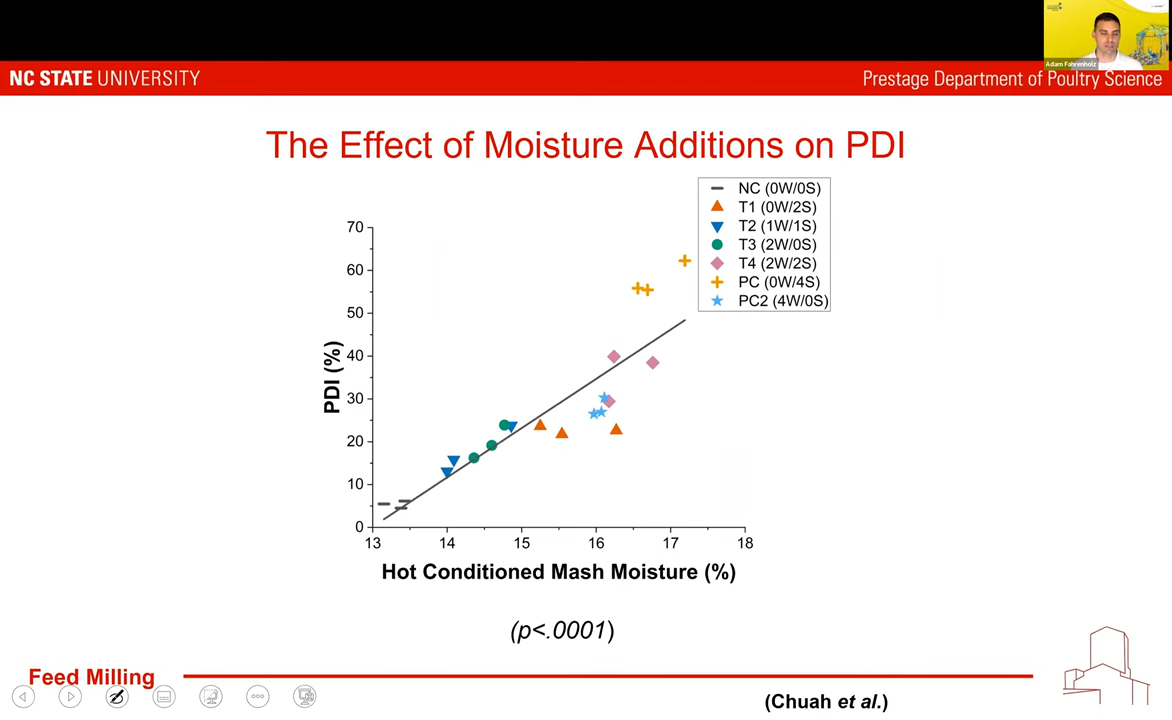 Adam Fahrenholz
NC STATE UNIVERSITY
Prestage Department of Poultry Science
The Effect of Moisture Additions on PDI
NC (0W/0S)
T1 (0W/2S)
T2 (1W/1S)
T3 (2W/0S)
T4 (2W/2S)
PC (0W/4S)
PC2 (4W/0S)
PDI (%)
70
60
50
40
30
20
10
0
13 14 15 16 17 18
Hot Conditioned Mash Moisture (%)
(p<.0001)
Feed Milling
(Chuah et al.)